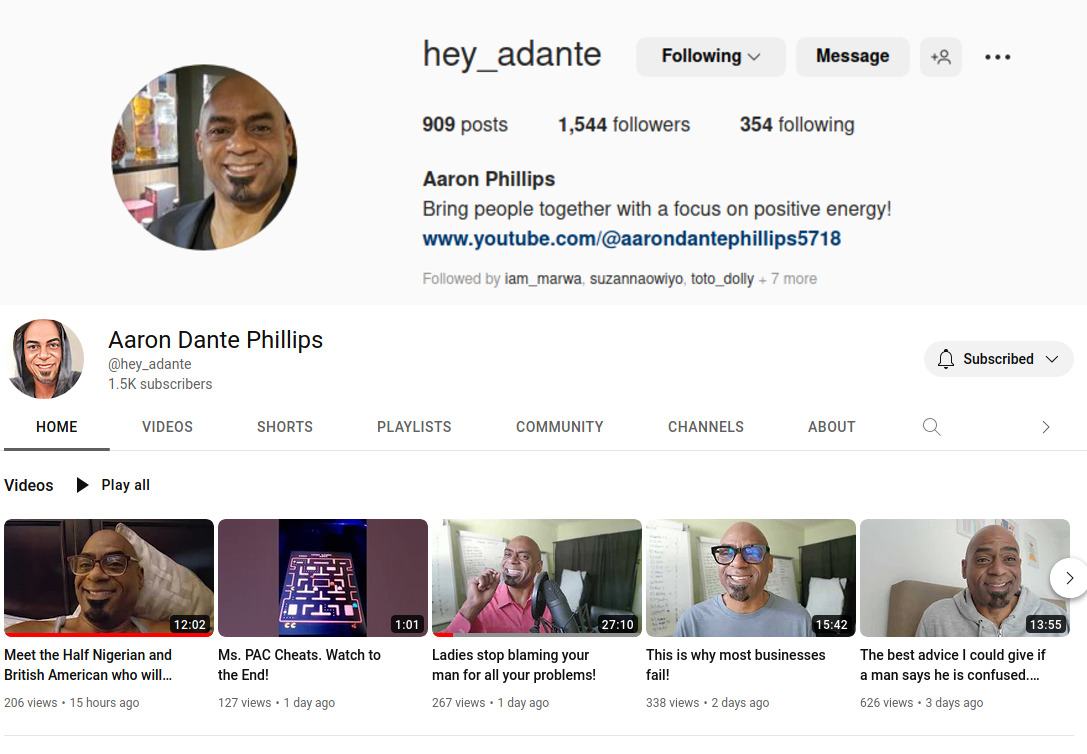 hey_adante
Following
Message
909 posts
1,544 followers
354 following
Aaron Phillips
Bring people together with a focus on positive energy!
www.youtube.com/@aarondantephillips5718
Followed by iam_marwa, suzannaowiyo, toto_dolly + 7 more
Aaron Dante Phillips
@hey_adante
1.5K subscribers
Subscribed
HOME
VIDEOS
SHORTS
PLAYLISTS
COMMUNITY
CHANNELS
ABOUT
Videos
Play all
12:02
1:01
27:10
15:42
13:55
Meet the Half Nigerian and
British American who will...
206 views • 15 hours ago
Ms. PAC Cheats. Watch to
the End!
127 views • 1 day ago
Ladies stop blaming your
man for all your problems!
267 views • 1 day ago
This is why most businesses
fail!
338 views • 2 days ago
The best advice I could give if
a man says he is confused....
626 views • 3 days ago